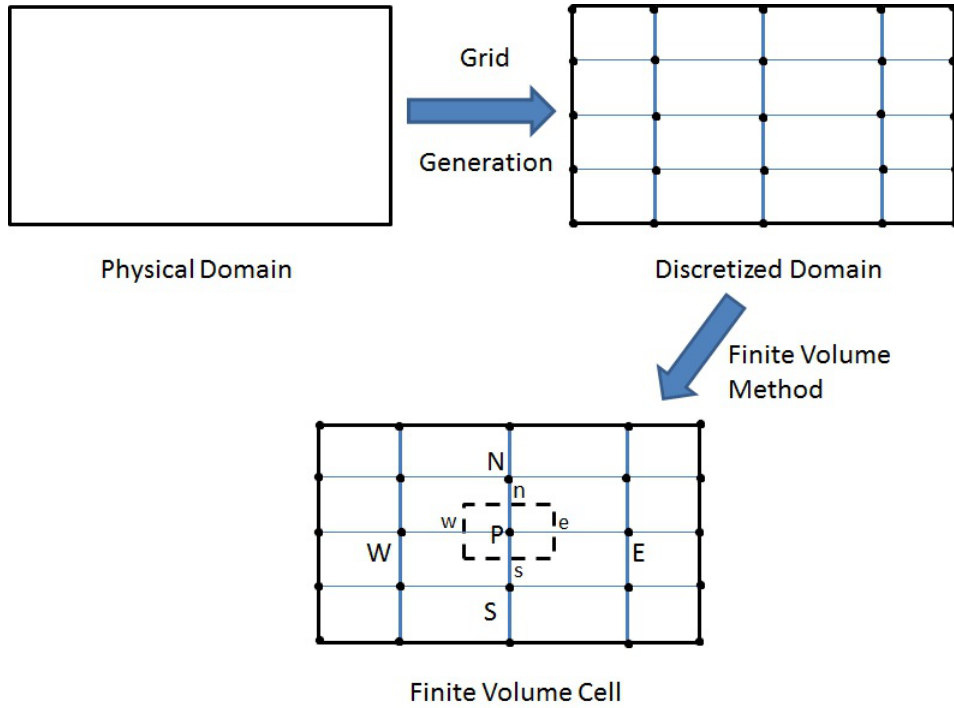 Grid
Generation
Physical Domain
Discretized Domain
Finite Volume
Method
N
n
w
P
e
W
E
s
S
Finite Volume Cell